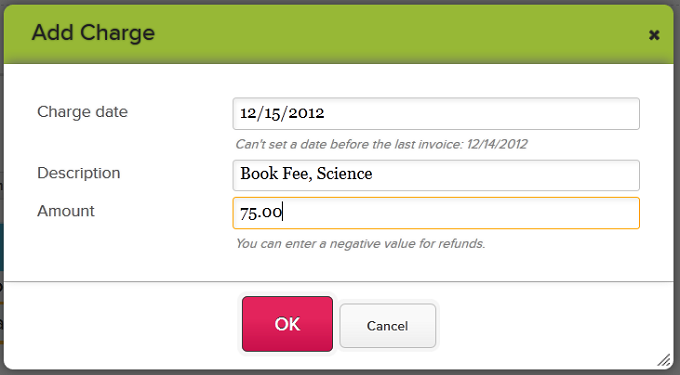 Add Charge
Charge date
12/15/2012
Can't set a date before the last invoice: 12/14/2012
Description
Book Fee, Science
Amount
75.00
You can enter a negative value for refunds.
OK
Cancel